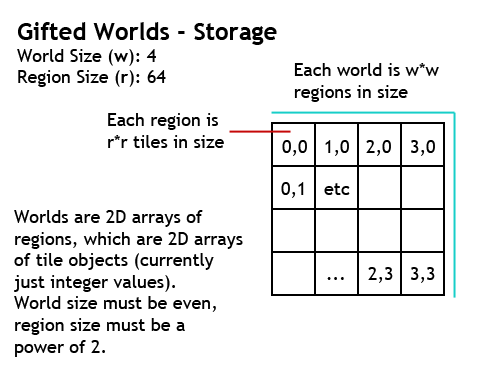 Gifted Worlds - Storage
World Size (w): 4
Region Size (r): 64
Each world is w*w
regions in size
Each region is
r*r tiles in size
0,0 1,0 2,0 3,0
0,1 etc
... 2,3 3,3
Worlds are 2D arrays of
regions, which are 2D arrays
of tile objects (currently
just integer values).
World size must be even,
region size must be a
power of 2.